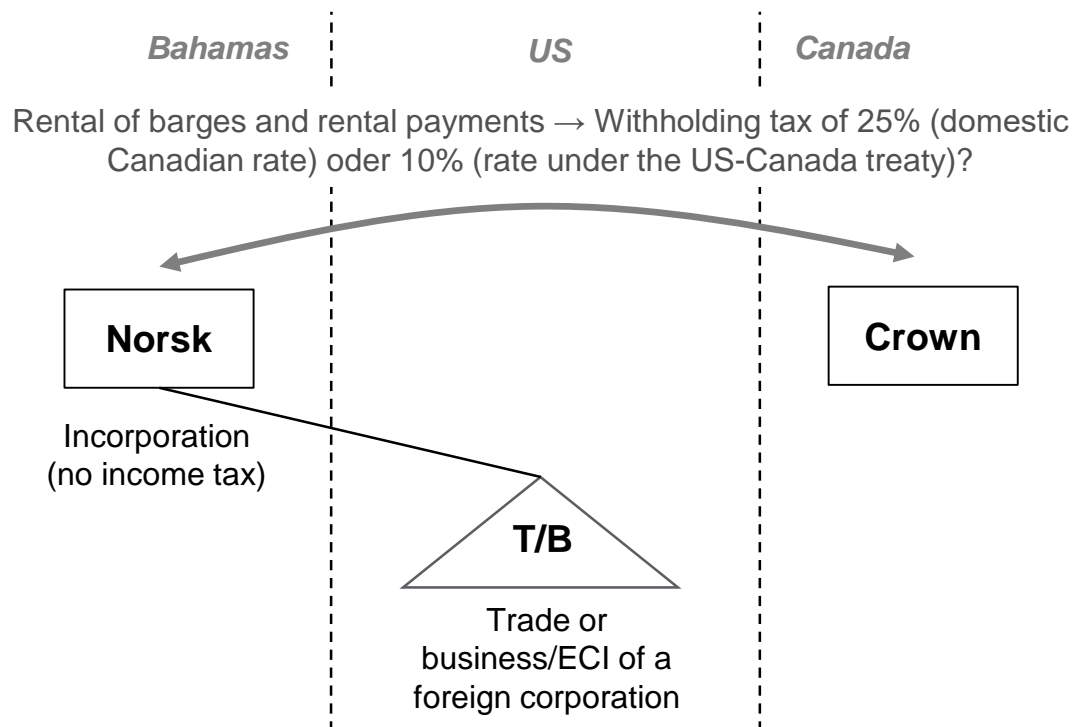 Bahamas US Canada
Rental of barges and rental payments → Withholding tax of 25% (domestic
Canadian rate) oder 10% (rate under the US-Canada treaty)?
Norsk
Crown
Incorporation
(no income tax)
T/B
Trade or
business/ECI of a
foreign corporation